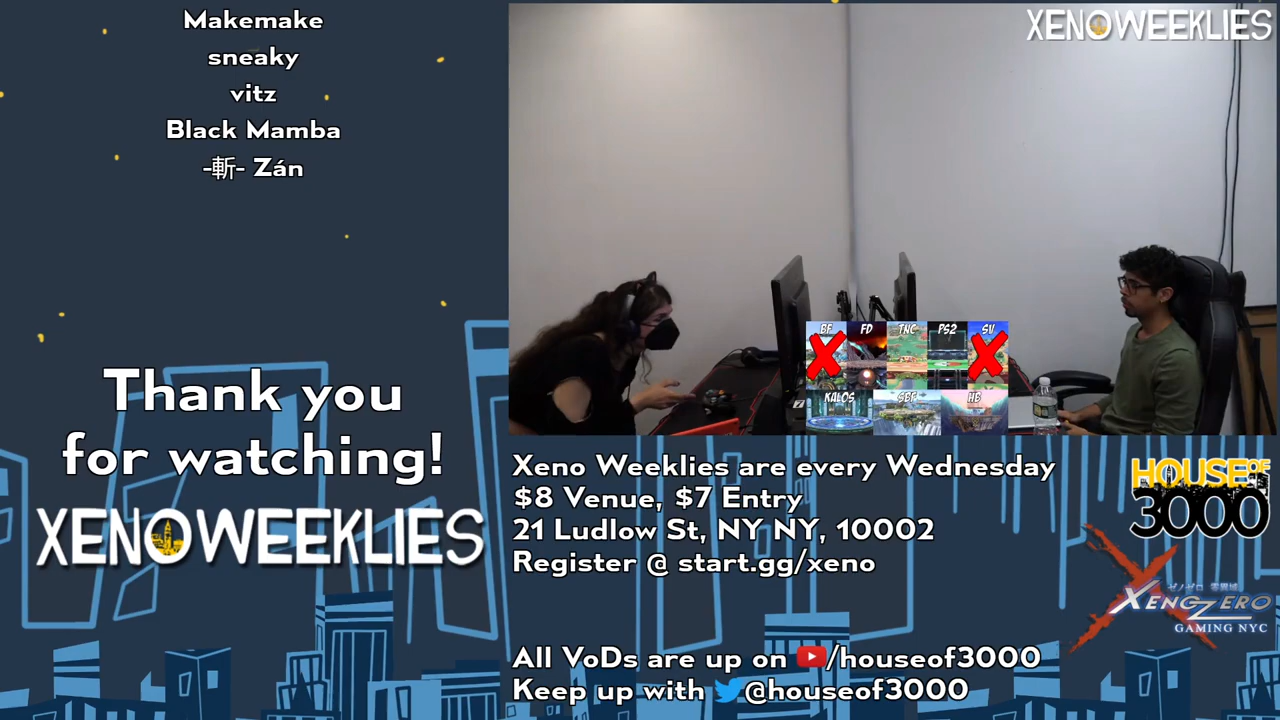 Makemake
sneaky
vitz
Black Mamba
-斬- Zán
Thank you
for watching!
XENOWEEKLIES
XENOWEEKLIES
BF FD TNC PS2 SV
KALOS SBF HB
Xeno Weeklies are every Wednesday
$8 Venue, $7 Entry
21 Ludlow St, NY NY, 10002
Register @ start.gg/xeno
All VoDs are up on /houseof3000
Keep up with @houseof3000
HOUSE OF
3000
XENOZERO
GAMING NYC